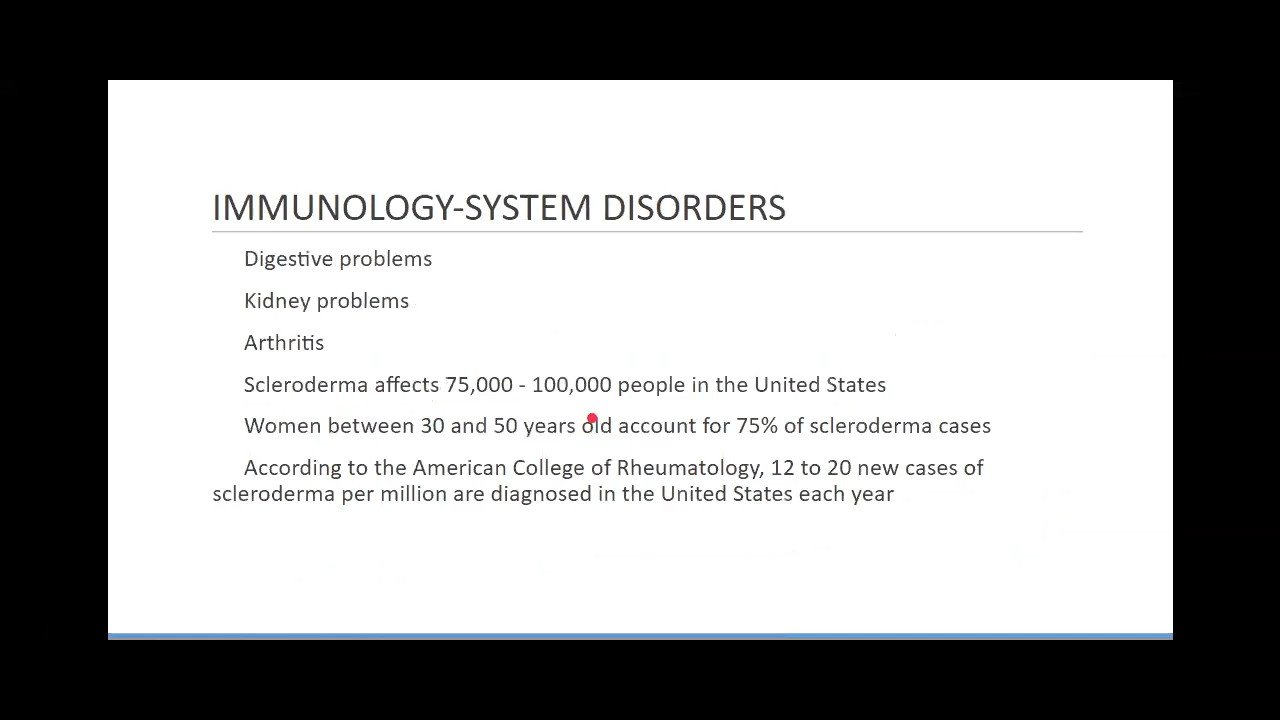 IMMUNOLOGY-SYSTEM DISORDERS
Digestive problems
Kidney problems
Arthritis
Scleroderma affects 75,000 - 100,000 people in the United States
Women between 30 and 50 years old account for 75% of scleroderma cases
According to the American College of Rheumatology, 12 to 20 new cases of
scleroderma per million are diagnosed in the United States each year